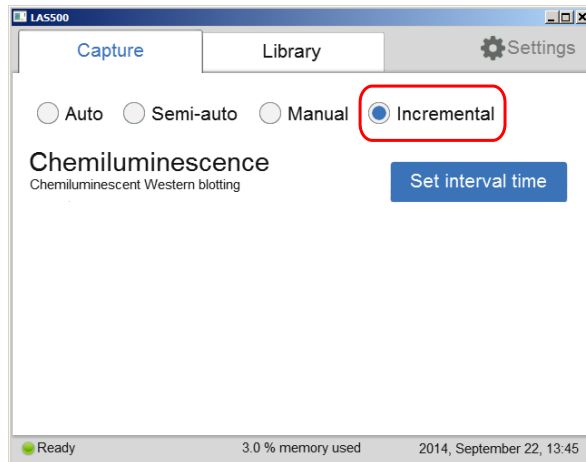 LAS500
Capture Library Settings
Auto Semi-auto Manual Incremental
Chemiluminescence
Chemiluminescent Western blotting
Set interval time
Ready 3.0 % memory used 2014, September 22, 13:45